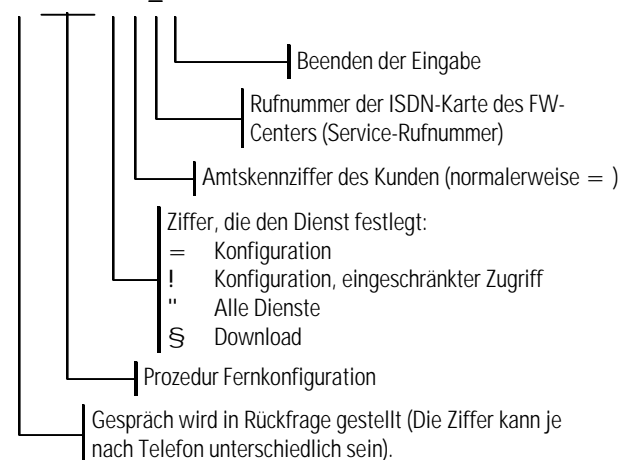 Beenden der Eingabe
Rufnummer der ISDN-Karte des FW-
Centers (Service-Rufnummer)
Amtskennziffer des Kunden (normalerweise = )
Ziffer, die den Dienst festlegt:
= Konfiguration
! Konfiguration, eingeschränkter Zugriff
" Alle Dienste
§ Download
Prozedur Fernkonfiguration
Gespräch wird in Rückfrage gestellt (Die Ziffer kann je
nach Telefon unterschiedlich sein).